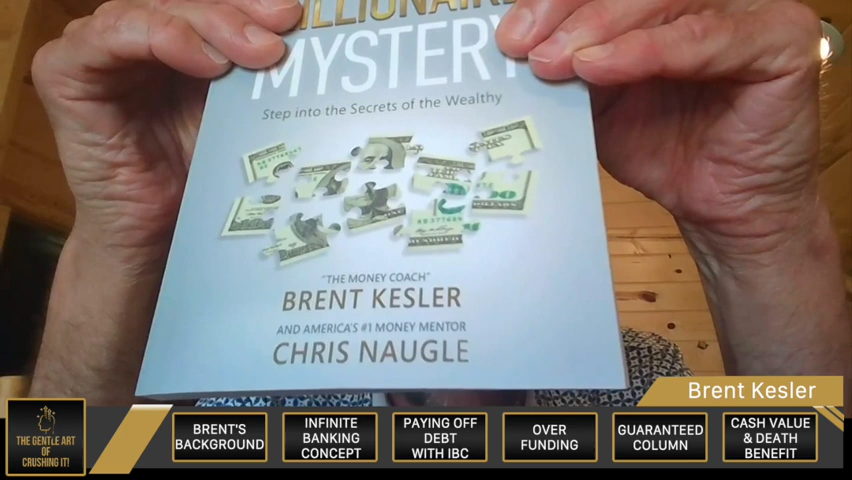 MYSTERY
Step into the Secrets of the Wealthy
"THE MONEY COACH"
BRENT KESLER
AND AMERICA'S #1 MONEY MENTOR
CHRIS NAUGLE
Brent Kesler
THE GENTLE ART
OF
CRUSHING IT!
BRENT'S
BACKGROUND
INFINITE
BANKING
CONCEPT
PAYING OFF
DEBT
WITH IBC
OVER
FUNDING
GUARANTEED
COLUMN
CASH VALUE
& DEATH
BENEFIT